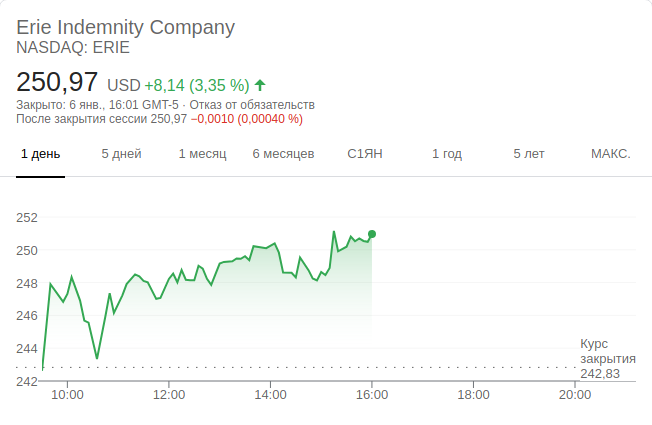 Erie Indemnity Company
NASDAQ: ERIE
250,97 USD +8,14 (3,35 %)
Закрыто: 6 янв., 16:01 GMT-5 · Отказ от обязательств
После закрытия сессии 250,97 −0,0010 (0,00040 %)
1 день 5 дней 1 месяц 6 месяцев С1ЯН 1 год 5 лет МАКС.
252
250
248
246
244
242
Курс
закрытия
242,83
10:00 12:00 14:00 16:00 18:00 20:00